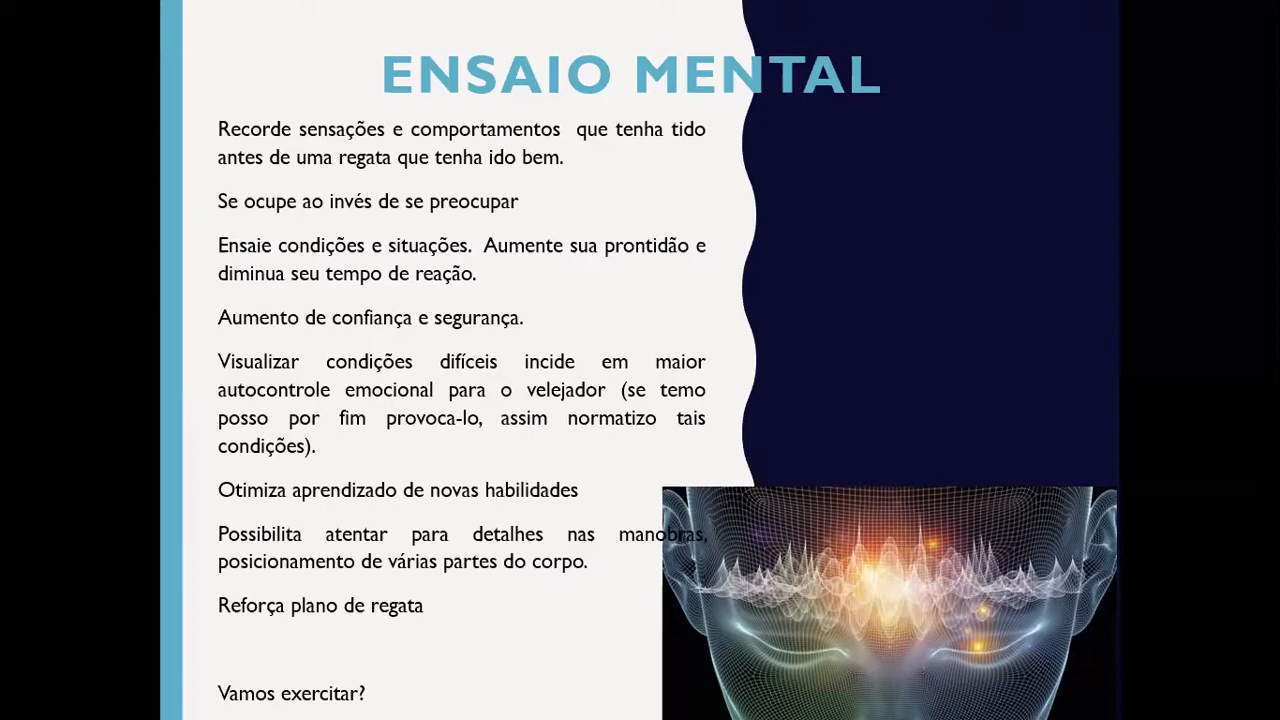 ENSAIO MENTAL
Recorde sensações e comportamentos que tenha tido
antes de uma regata que tenha ido bem.
Se ocupe ao invés de se preocupar
Ensaie condições e situações. Aumente sua prontidão e
diminua seu tempo de reação.
Aumento de confiança e segurança.
Visualizar condições difíceis incide em maior
autocontrole emocional para o velejador (se temo
posso por fim provoca-lo, assim normatizo tais
condições).
Otimiza aprendizado de novas habilidades
Possibilita atentar para detalhes nas manobras,
posicionamento de várias partes do corpo.
Reforça plano de regata
Vamos exercitar?